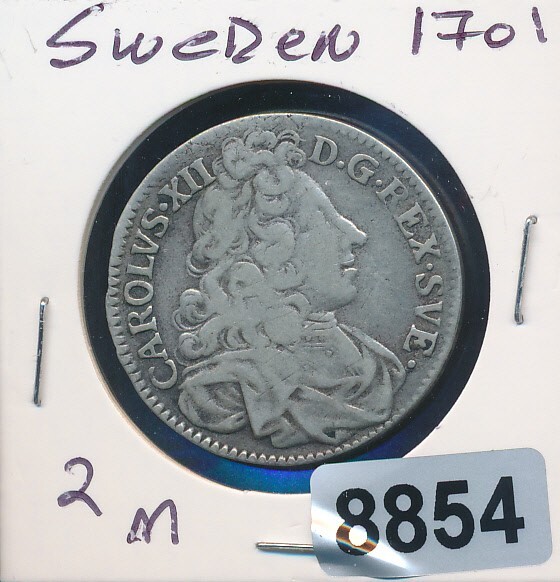 Sweden 1701
CAROLVS·XII D.G.REX·SVE·
2 M
8854